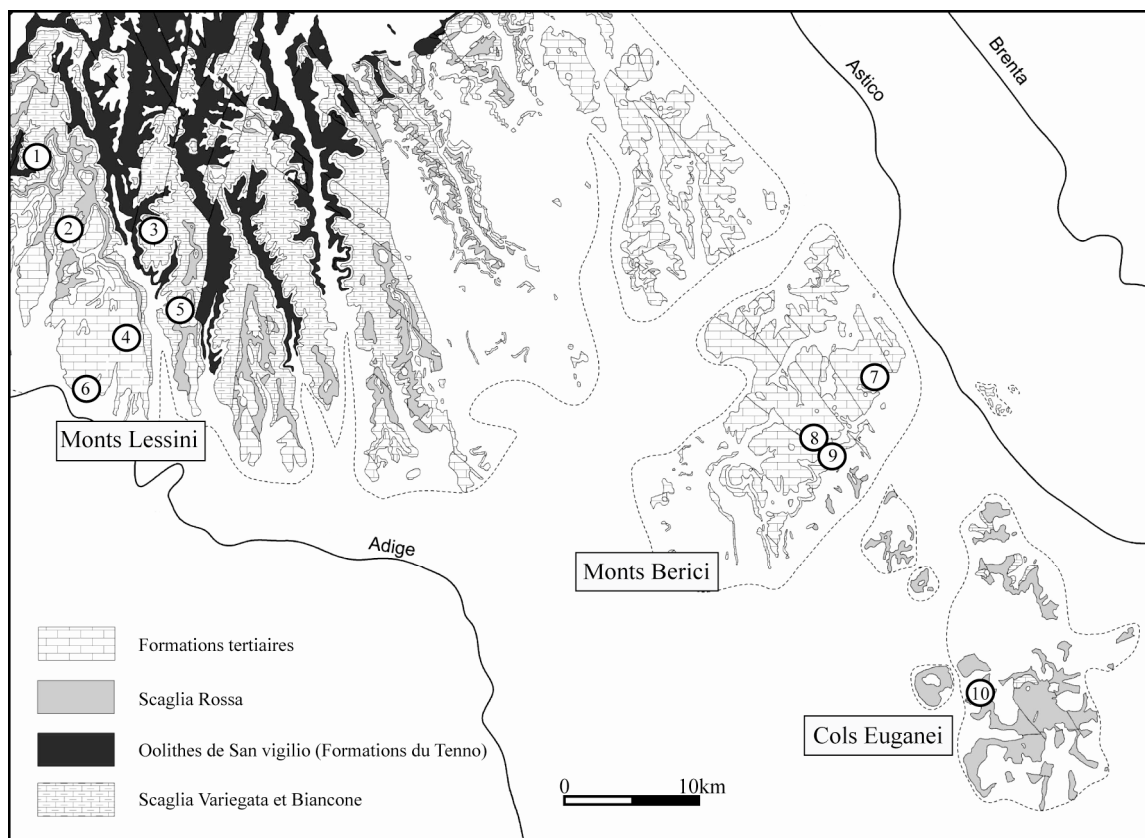 Brenta
Astico
1
2
3
5
4
6
7
8
9
Monts Lessini
Adige
Monts Berici
10
Cols Euganei
Formations tertiaires
Scaglia Rossa
Oolithes de San vigilio (Formations du Tenno)
Scaglia Variegata et Biancone
0 10km